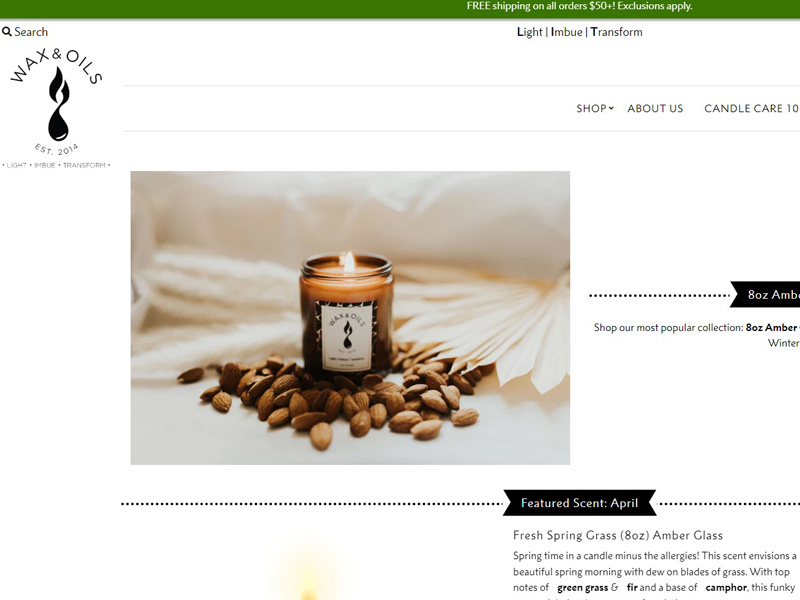 FREE shipping on all orders $50+! Exclusions apply.
Search
Light | Imbue | Transform
WAX & OILS
EST. 2014
• LIGHT • IMBUE • TRANSFORM •
SHOP ABOUT US CANDLE CARE 10
WAX & OILS
8oz Ambe
Shop our most popular collection: 8oz Amber
Winter
Featured Scent: April
Fresh Spring Grass (8oz) Amber Glass
Spring time in a candle minus the allergies! This scent envisions a
beautiful spring morning with dew on blades of grass. With top
notes of green grass & fir and a base of camphor, this funky